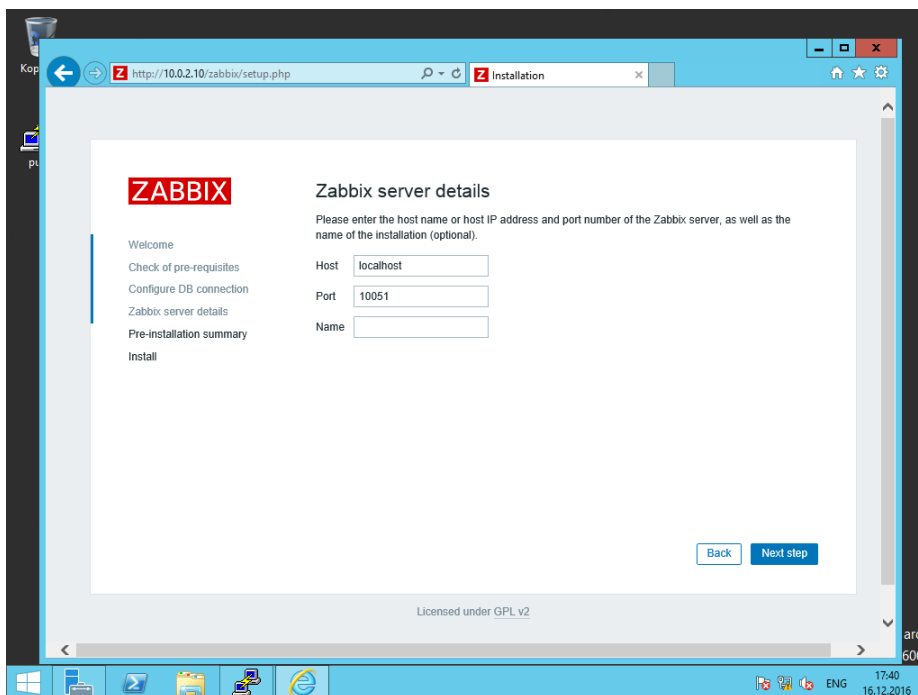 Kop
http://10.0.2.10/zabbix/setup.php
Z Installation
pu
ZABBIX
Welcome
Check of pre-requisites
Configure DB connection
Zabbix server details
Pre-installation summary
Install
Zabbix server details
Please enter the host name or host IP address and port number of the Zabbix server, as well as the
name of the installation (optional).
Host localhost
Port 10051
Name
Back Next step
Licensed under GPL v2
ENG
17:40
16.12.2016